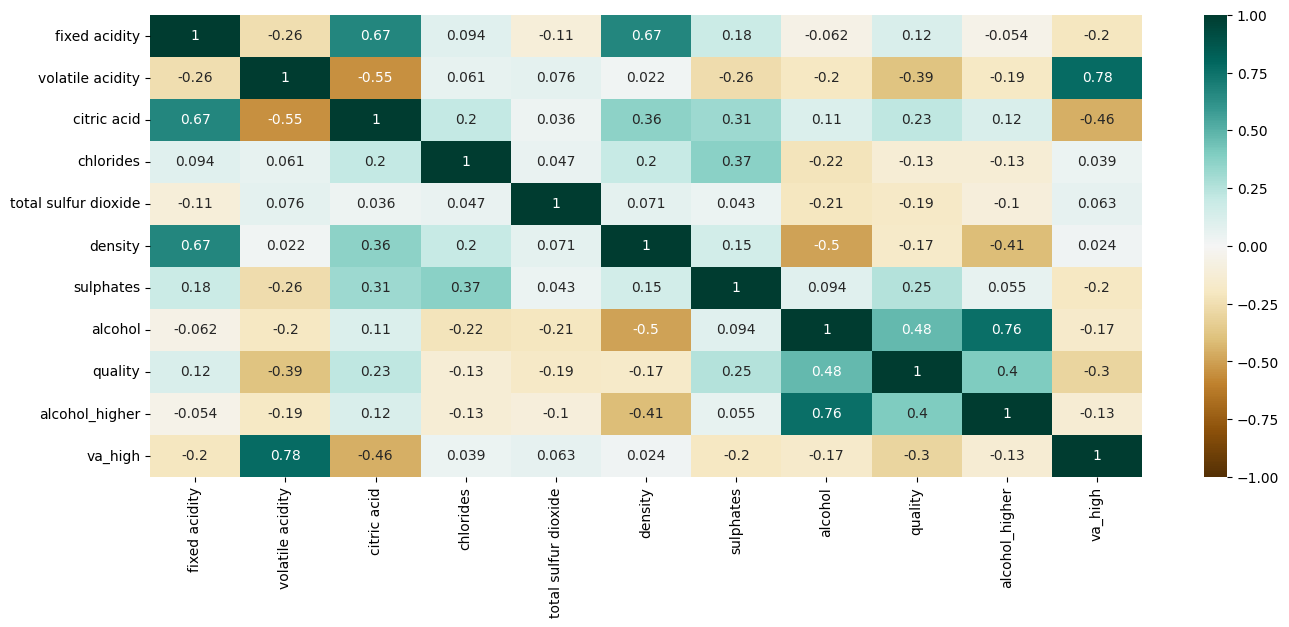 fixed acidity 1 -0.26 0.67 0.094 -0.11 0.67 0.18 -0.062 0.12 -0.054 -0.2
volatile acidity -0.26 1 -0.55 0.061 0.076 0.022 -0.26 -0.2 -0.39 -0.19 0.78
citric acid 0.67 -0.55 1 0.2 0.036 0.36 0.31 0.11 0.23 0.12 -0.46
chlorides 0.094 0.061 0.2 1 0.047 0.2 0.37 -0.22 -0.13 -0.13 0.039
total sulfur dioxide -0.11 0.076 0.036 0.047 1 0.071 0.043 -0.21 -0.19 -0.1 0.063
density 0.67 0.022 0.36 0.2 0.071 1 0.15 -0.5 -0.17 -0.41 0.024
sulphates 0.18 -0.26 0.31 0.37 0.043 0.15 1 0.094 0.25 0.055 -0.2
alcohol -0.062 -0.2 0.11 -0.22 -0.21 -0.5 0.094 1 0.48 0.76 -0.17
quality 0.12 -0.39 0.23 -0.13 -0.19 -0.17 0.25 0.48 1 0.4 -0.3
alcohol_higher -0.054 -0.19 0.12 -0.13 -0.1 -0.41 0.055 0.76 0.4 1 -0.13
va_high -0.2 0.78 -0.46 0.039 0.063 0.024 -0.2 -0.17 -0.3 -0.13 1
fixed acidity
volatile acidity
citric acid
chlorides
total sulfur dioxide
density
sulphates
alcohol
quality
alcohol_higher
va_high
1.00
0.75
0.50
0.25
0.00
−0.25
−0.50
−0.75
−1.00